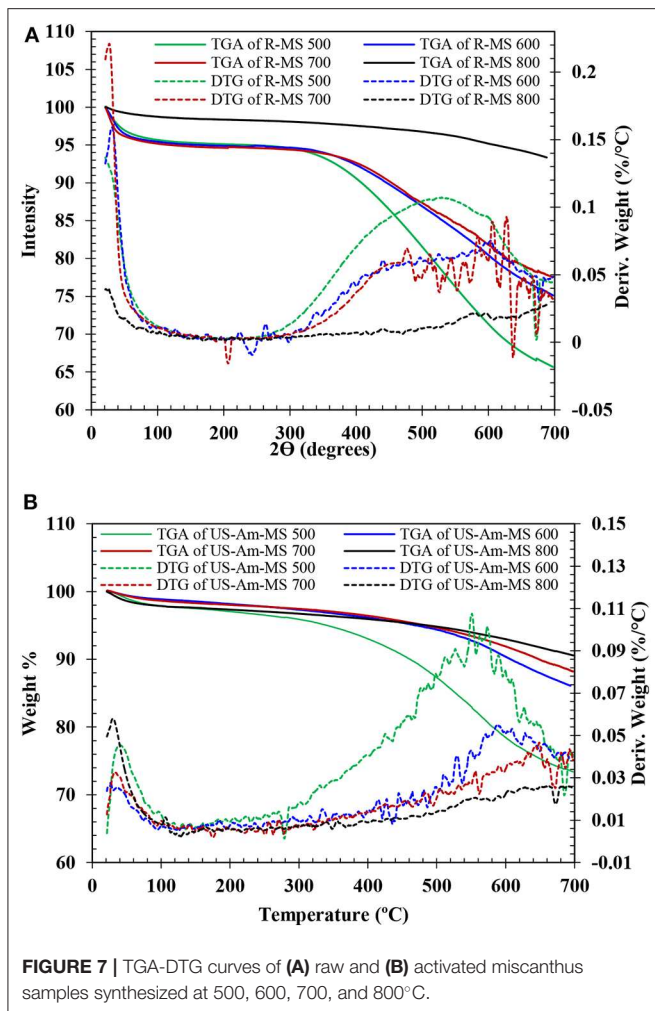 A
110
105
100
95
90
85
80
75
70
65
60
Intensity
TGA of R-MS 500
TGA of R-MS 600
TGA of R-MS 700
TGA of R-MS 800
DTG of R-MS 500
DTG of R-MS 600
DTG of R-MS 700
DTG of R-MS 800
0.2
0.15
0.1
0.05
0
-0.05
Deriv. Weight (%/°C)
0 100 200 300 400 500 600 700
2Θ (degrees)
B
110
100
90
80
70
60
Weight %
TGA of US-Am-MS 500
TGA of US-Am-MS 600
TGA of US-Am-MS 700
TGA of US-Am-MS 800
DTG of US-Am-MS 500
DTG of US-Am-MS 600
DTG of US-Am-MS 700
DTG of US-Am-MS 800
0.15
0.13
0.11
0.09
0.07
0.05
0.03
0.01
-0.01
Deriv. Weight (%/°C)
0 100 200 300 400 500 600 700
Temperature (ºC)
FIGURE 7 | TGA-DTG curves of (A) raw and (B) activated miscanthus
samples synthesized at 500, 600, 700, and 800°C.